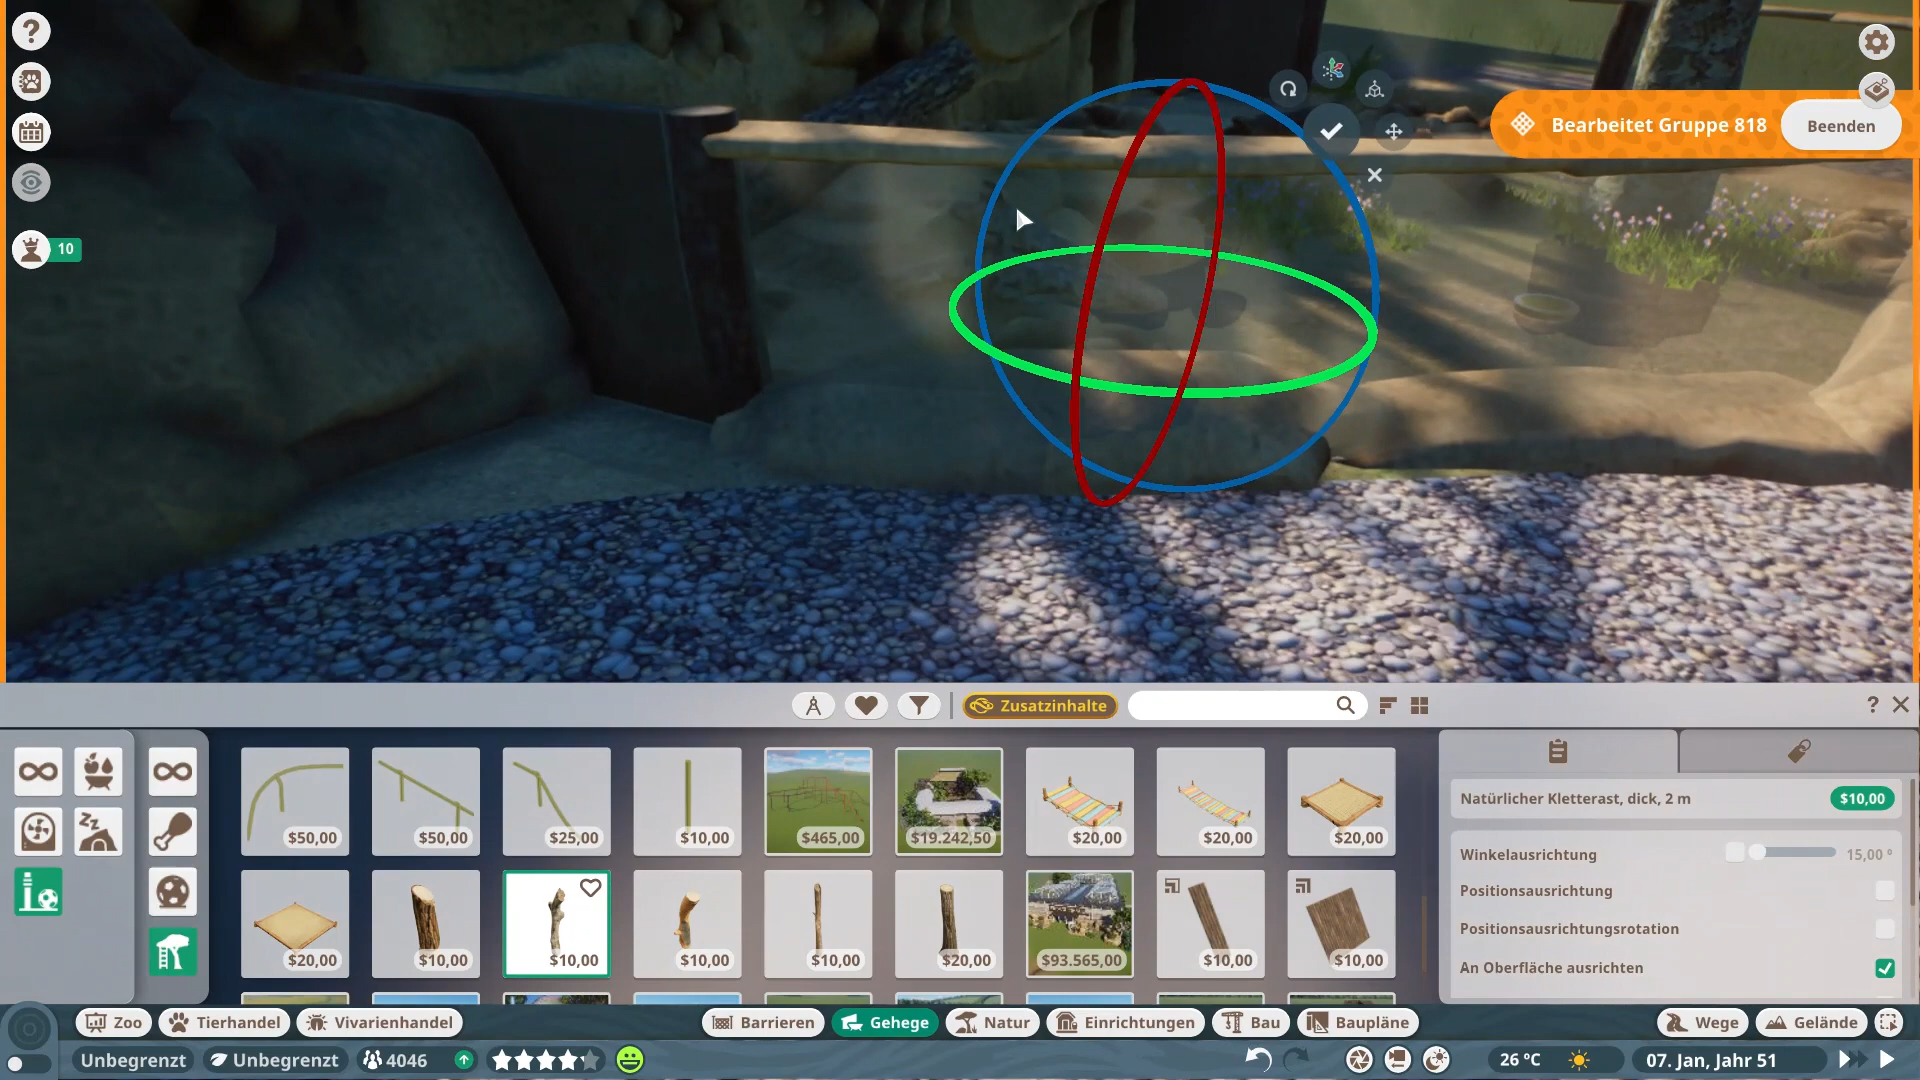 ?
10
Bearbeitet Gruppe 818
Beenden
Zusatzinhalte
?
$50,00
$50,00
$25,00
$10,00
$465,00
$19.242,50
$20,00
$20,00
$20,00
$20,00
$10,00
$10,00
$10,00
$10,00
$20,00
$93.565,00
$10,00
$10,00
Natürlicher Kletterast, dick, 2 m
$10,00
Winkelausrichtung
15,00 °
Positionsausrichtung
Positionsausrichtungsrotation
An Oberfläche ausrichten
Zoo
Tierhandel
Vivarienhandel
Barrieren
Gehege
Natur
Einrichtungen
Bau
Baupläne
Wege
Gelände
Unbegrenzt
Unbegrenzt
4046
26 °C
07. Jan, Jahr 51